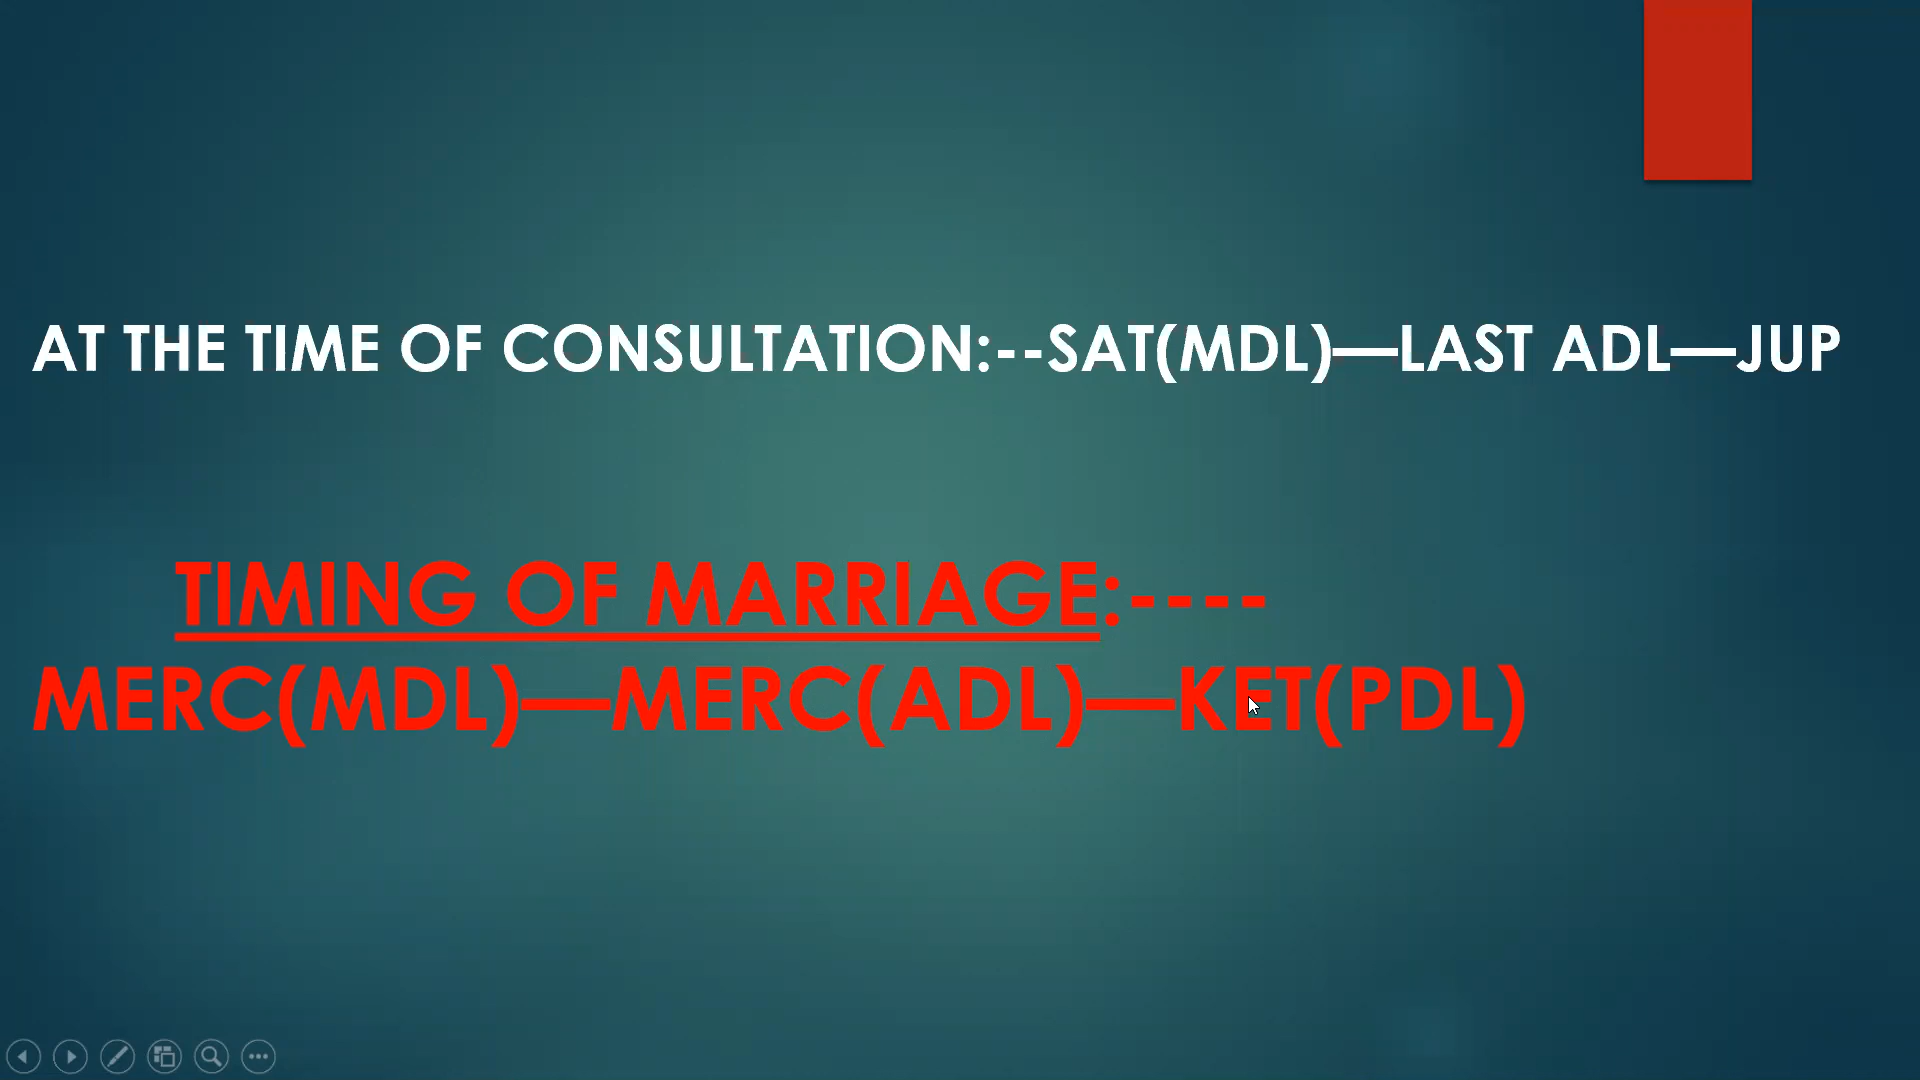 AT THE TIME OF CONSULTATION:--SAT(MDL)—LAST ADL—JUP
TIMING OF MARRIAGE:----
MERC(MDL)—MERC(ADL)—KET(PDL)